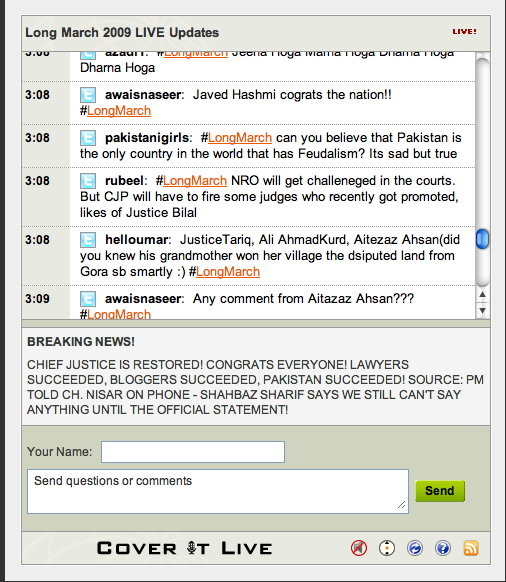 Long March 2009 LIVE Updates
LIVE!
3:08 azadr1: #LongMarch Jeena Hoga Marna Hoga Dharna Hoga
Dharna Hoga
3:08 awaisnaseer: Javed Hashmi cograts the nation!!
#LongMarch
3:08 pakistanigirls: #LongMarch can you believe that Pakistan is
the only country in the world that has Feudalism? Its sad but true
3:08 rubeel: #LongMarch NRO will get challeneged in the courts.
But CJP will have to fire some judges who recently got promoted,
likes of Justice Bilal
3:08 helloumar: JusticeTariq, Ali AhmadKurd, Aitezaz Ahsan(did
you knew his grandmother won her village the dsiputed land from
Gora sb smartly :) #LongMarch
3:09 awaisnaseer: Any comment from Aitazaz Ahsan???
#LongMarch
BREAKING NEWS!
CHIEF JUSTICE IS RESTORED! CONGRATS EVERYONE! LAWYERS
SUCCEEDED, BLOGGERS SUCCEEDED, PAKISTAN SUCCEEDED! SOURCE: PM
TOLD CH. NISAR ON PHONE - SHAHBAZ SHARIF SAYS WE STILL CAN'T SAY
ANYTHING UNTIL THE OFFICIAL STATEMENT!
Your Name:
Send questions or comments
Send
COVER IT LIVE